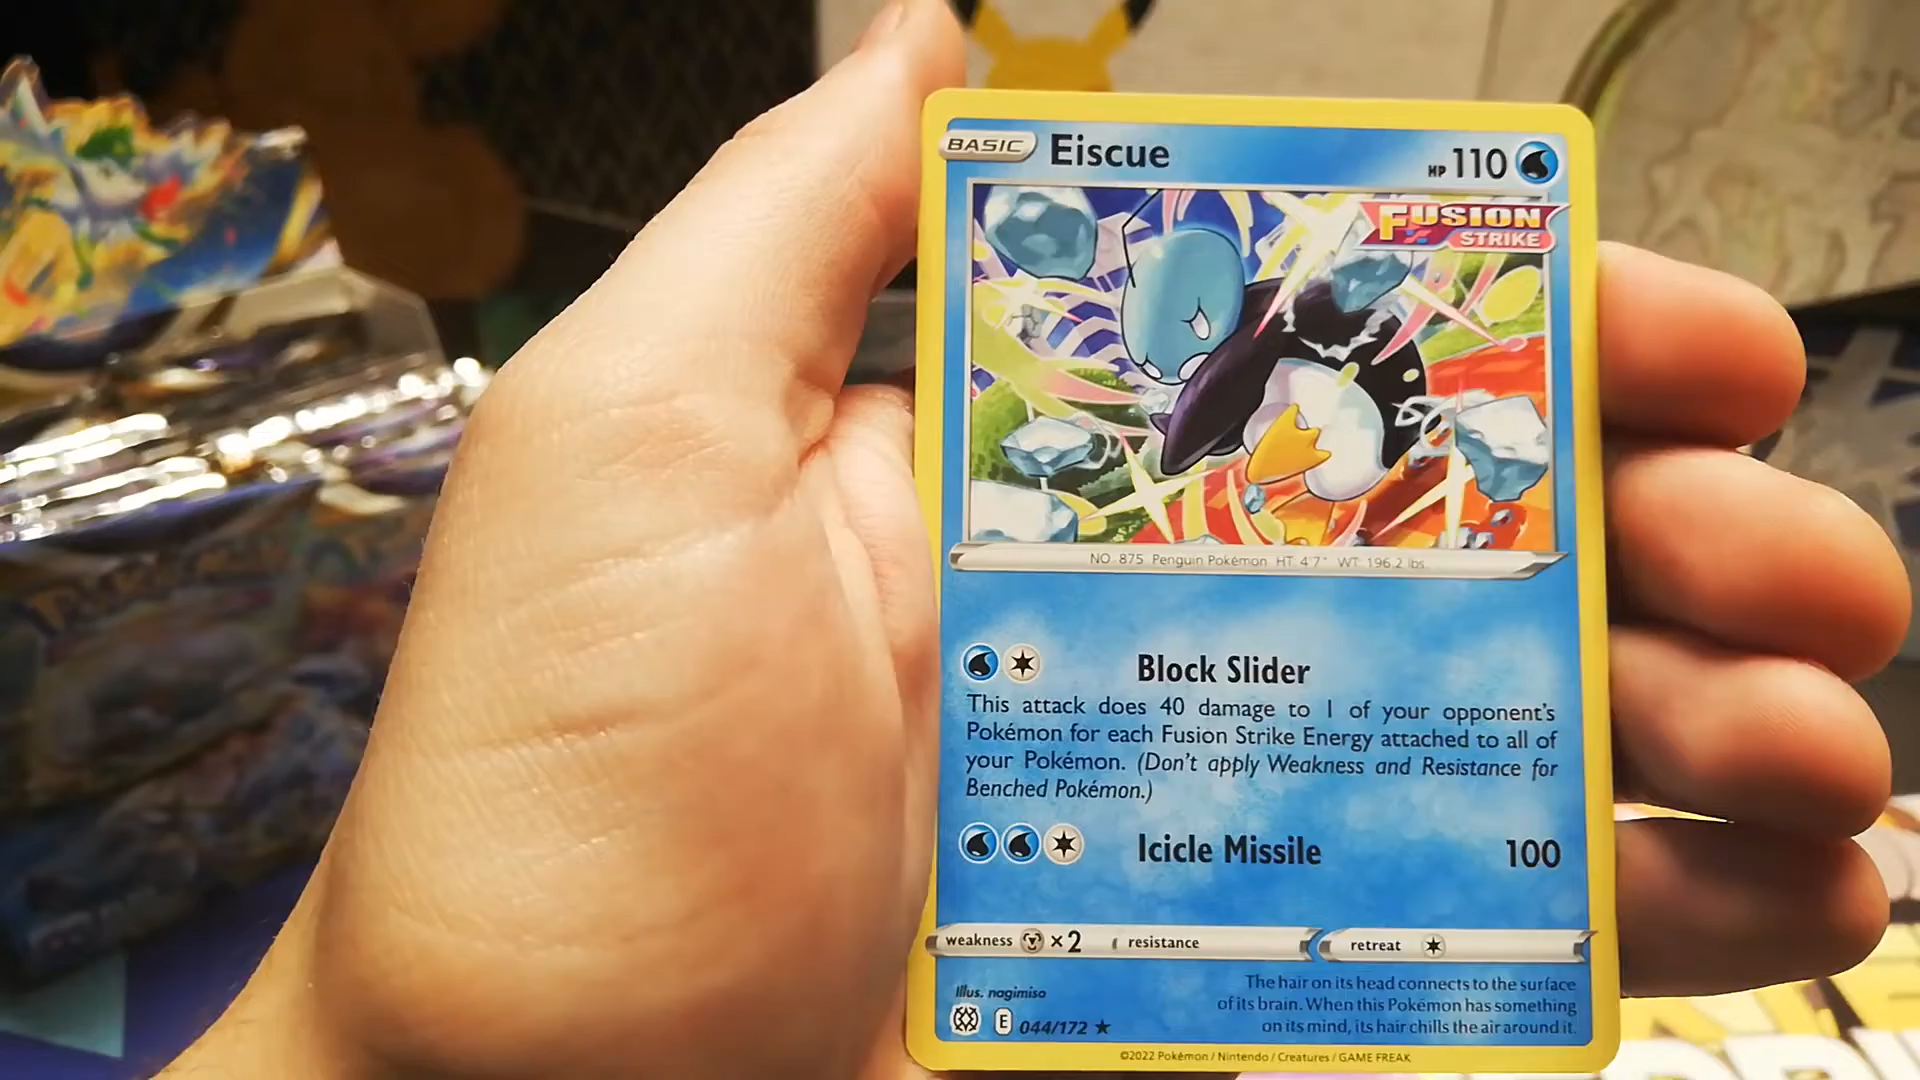 BASIC Eiscue HP 110
FUSION
STRIKE
NO. 875 Penguin Pokémon HT: 4'7" WT: 196.2 lbs.
Block Slider
This attack does 40 damage to 1 of your opponent's
Pokémon for each Fusion Strike Energy attached to all of
your Pokémon. (Don't apply Weakness and Resistance for
Benched Pokémon.)
Icicle Missile 100
weakness ×2 resistance retreat
Illus. nagimiso
The hair on its head connects to the surface
of its brain. When this Pokémon has something
on its mind, its hair chills the air around it.
E 044/172 ★
©2022 Pokémon / Nintendo / Creatures / GAME FREAK